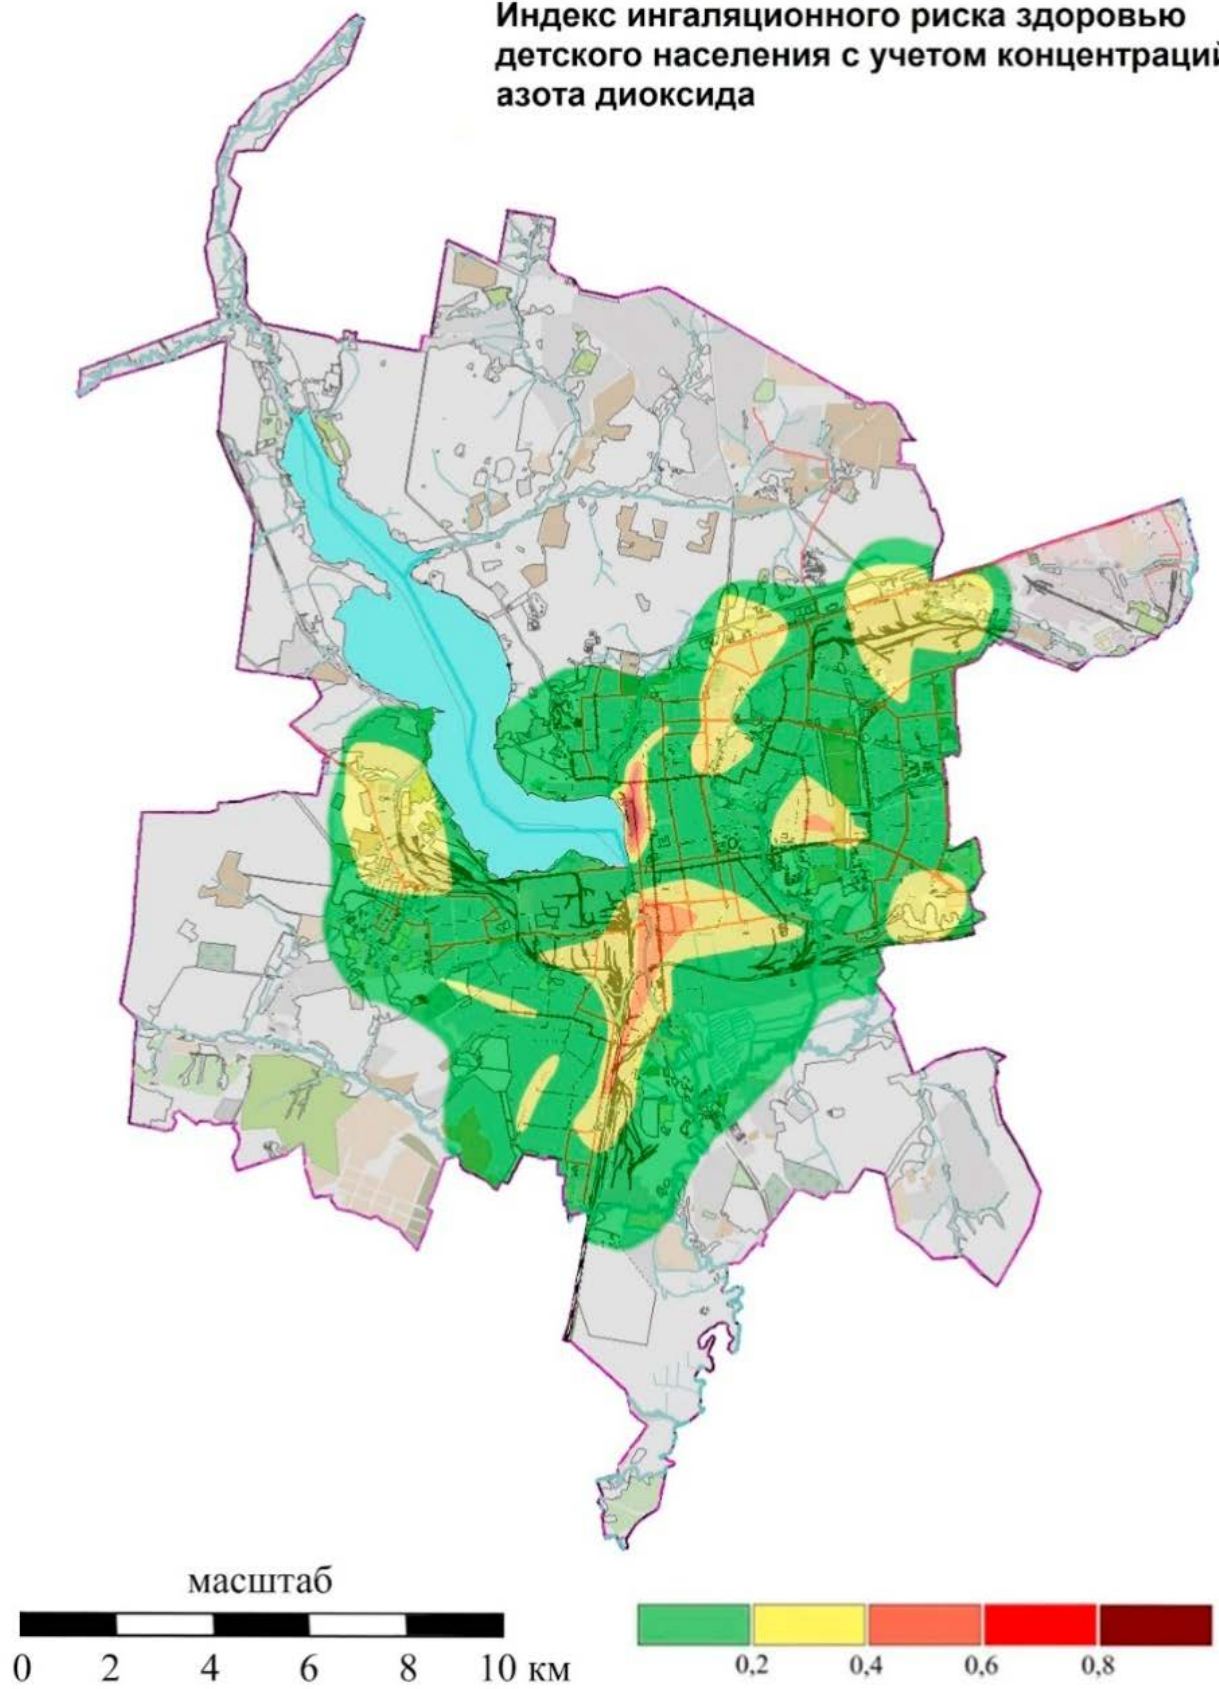 Индекс ингаляционного риска здоровью
детского населения с учетом концентраций
азота диоксида
масштаб
0 2 4 6 8 10 км
0,2 0,4 0,6 0,8